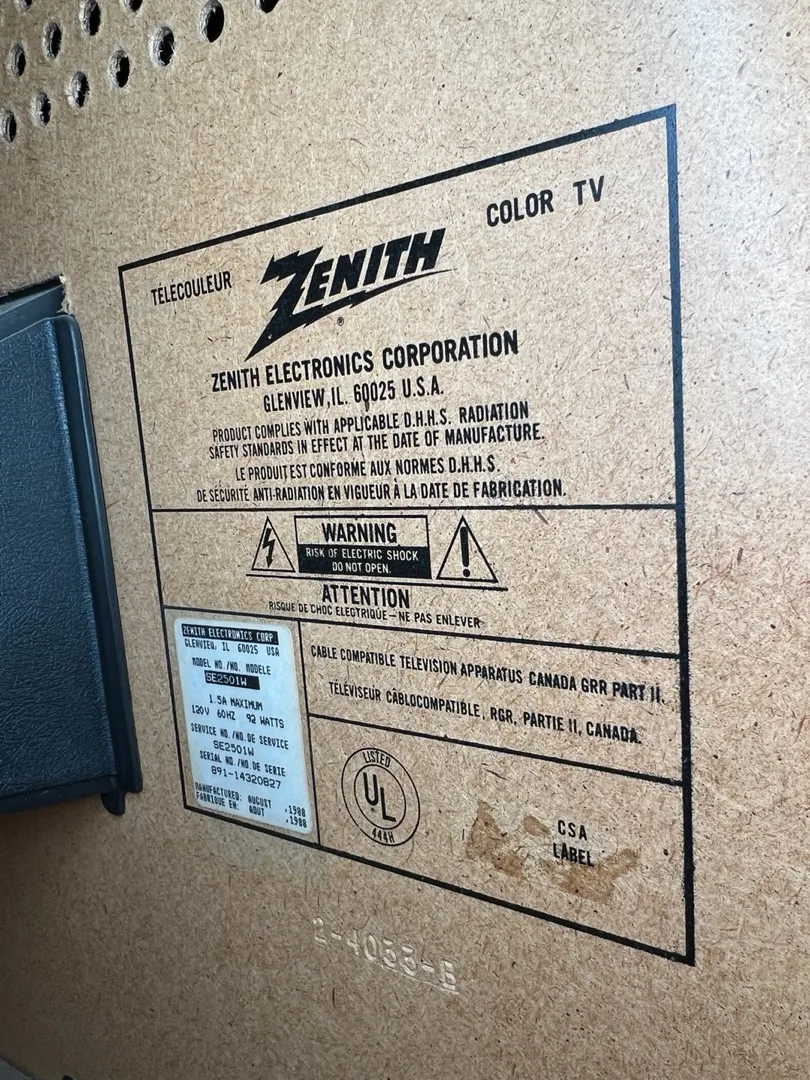 TÉLÉCOULEUR ZENITH ® COLOR TV
ZENITH ELECTRONICS CORPORATION
GLENVIEW, IL. 60025 U.S.A.
PRODUCT COMPLIES WITH APPLICABLE D.H.H.S. RADIATION
SAFETY STANDARDS IN EFFECT AT THE DATE OF MANUFACTURE.
LE PRODUIT EST CONFORME AUX NORMES D.H.H.S.
DE SÉCURITÉ ANTI-RADIATION EN VIGUEUR À LA DATE DE FABRICATION.
WARNING
RISK OF ELECTRIC SHOCK
DO NOT OPEN.
ATTENTION
RISQUE DE CHOC ELECTRIQUE — NE PAS ENLEVER
ZENITH ELECTRONICS CORP
GLENVIEW, IL 60025 USA
MODEL NO./NO. MODELE
SE2501W
1.5A MAXIMUM
120V 60HZ 92 WATTS
SERVICE NO./NO. DE SERVICE
SE2501W
SERIAL NO./NO DE SERIE
891-14320827
MANUFACTURED: AUGUST ,1988
FABRIQUE EN: AOUT ,1988
CABLE COMPATIBLE TELEVISION APPARATUS CANADA GRR PART II.
TÉLÉVISEUR CÂBLOCOMPATIBLE, RGR, PARTIE II, CANADA.
LISTED
UL
444H
CSA
LABEL
2-4055-E